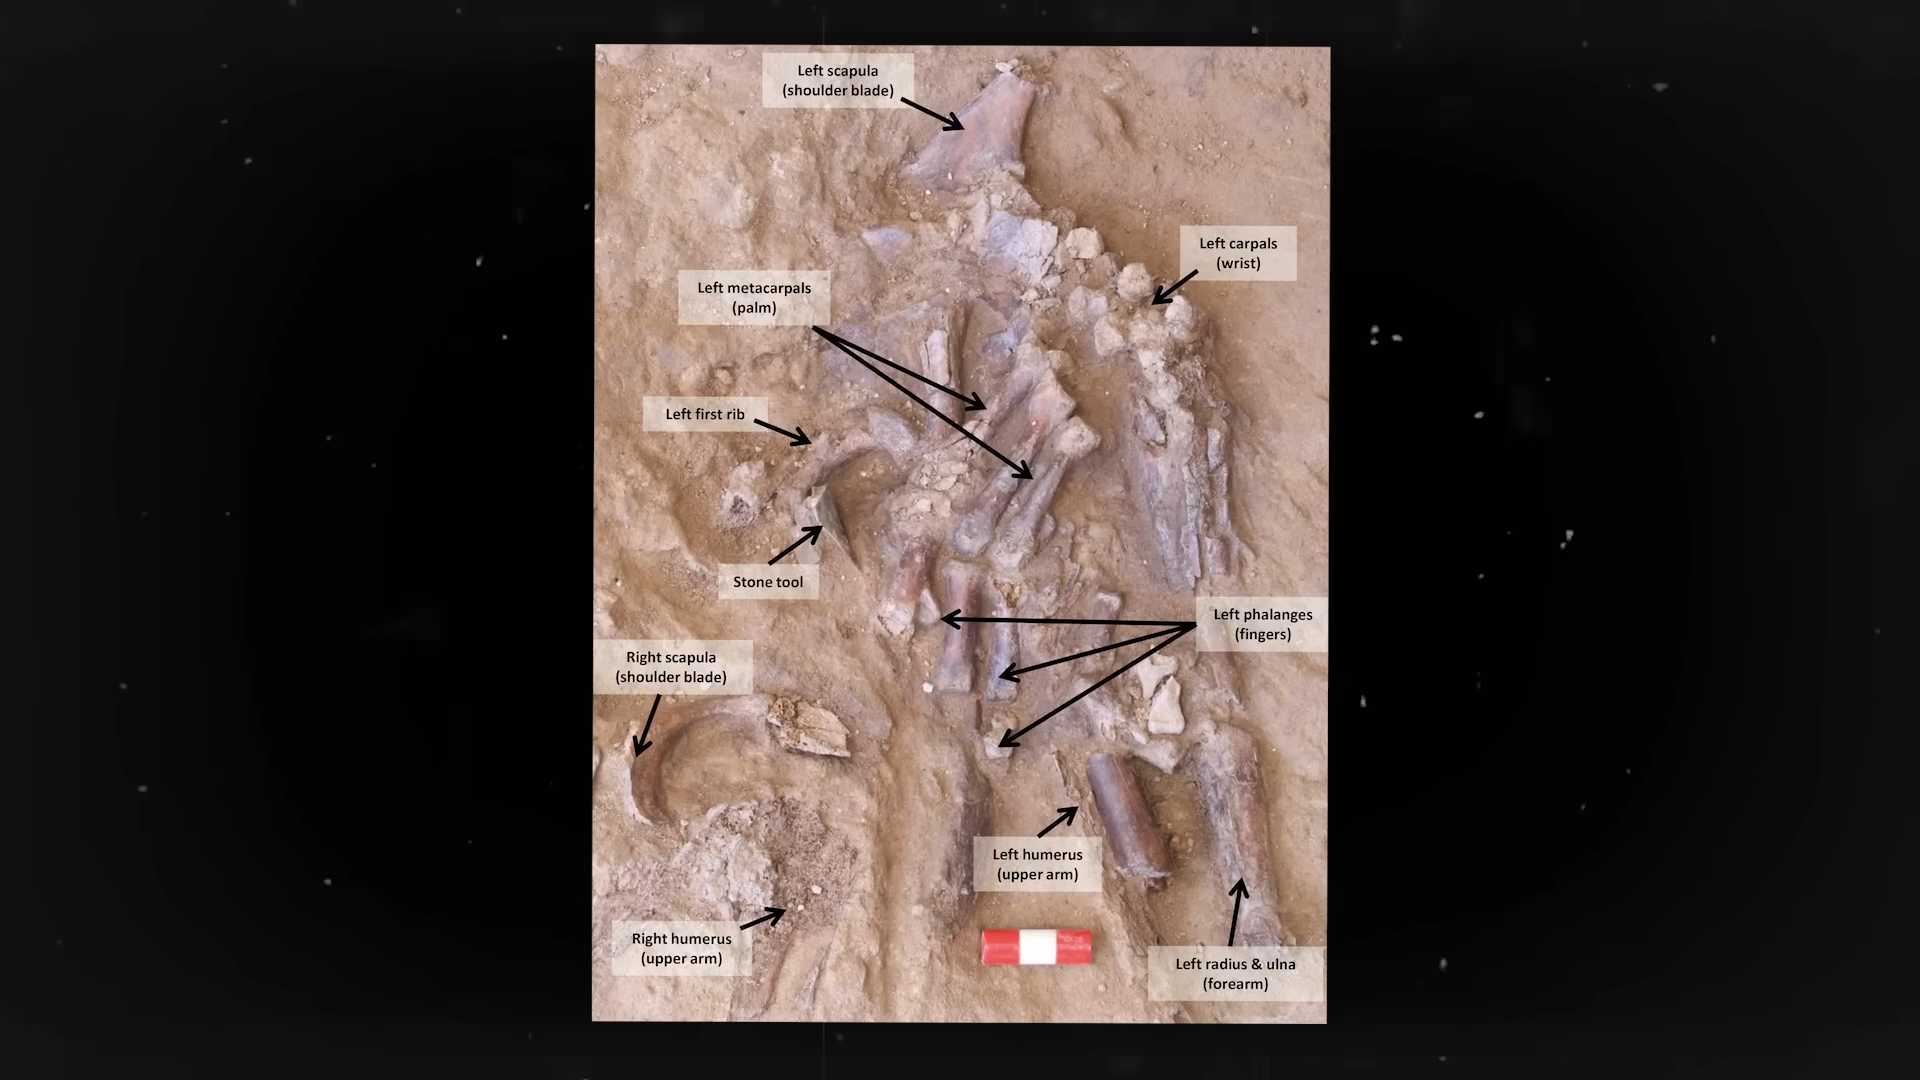 Left scapula
(shoulder blade)
Left carpals
(wrist)
Left metacarpals
(palm)
Left first rib
Stone tool
Left phalanges
(fingers)
Right scapula
(shoulder blade)
Left humerus
(upper arm)
Right humerus
(upper arm)
Left radius & ulna
(forearm)